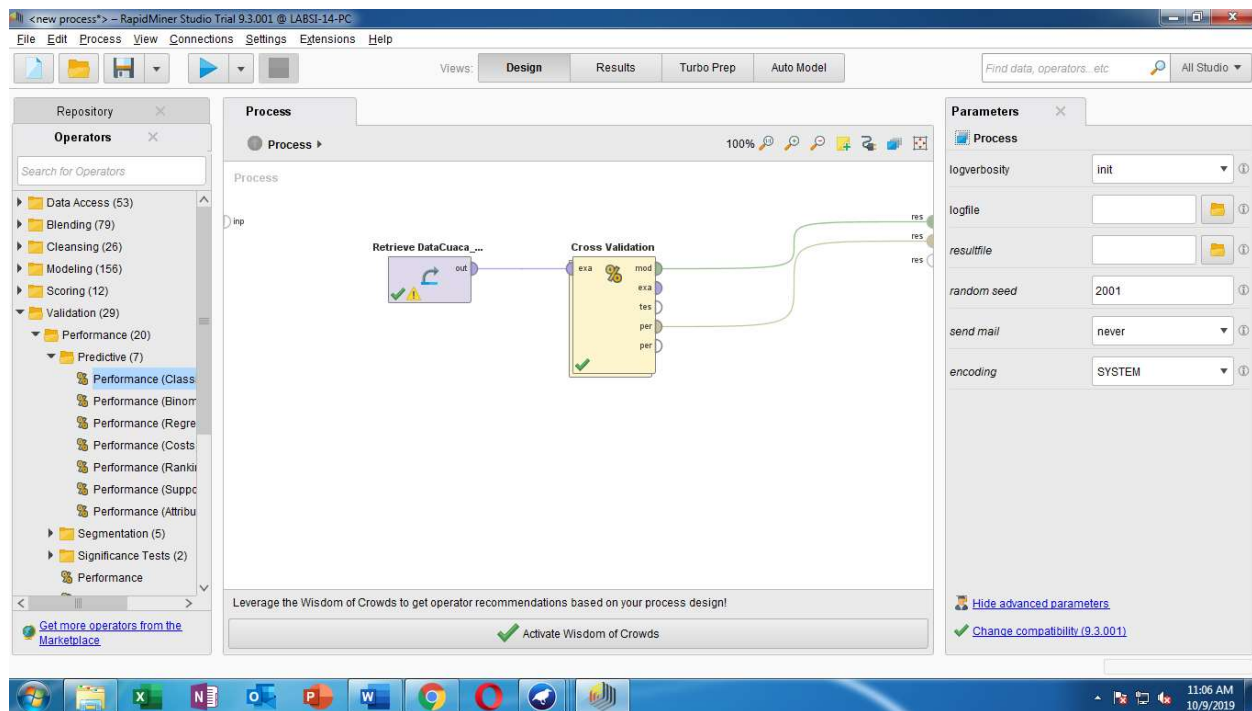 <new process*> – RapidMiner Studio Trial 9.3.001 @ LABSI-14-PC
File Edit Process View Connections Settings Extensions Help
Views: Design Results Turbo Prep Auto Model
Find data, operators...etc All Studio
Repository
Operators
Search for Operators
Data Access (53)
Blending (79)
Cleansing (26)
Modeling (156)
Scoring (12)
Validation (29)
Performance (20)
Predictive (7)
Performance (Class
Performance (Binom
Performance (Regre
Performance (Costs
Performance (Rankin
Performance (Suppo
Performance (Attribu
Segmentation (5)
Significance Tests (2)
Performance
Get more operators from the
Marketplace
Process
Process
100%
Process
inp
Retrieve DataCuaca_...
out
Cross Validation
exa mod
exa
tes
per
per
res
res
res
Leverage the Wisdom of Crowds to get operator recommendations based on your process design!
Activate Wisdom of Crowds
Parameters
Process
logverbosity init
logfile
resultfile
random seed 2001
send mail never
encoding SYSTEM
Hide advanced parameters
Change compatibility (9.3.001)
11:06 AM
10/9/2019